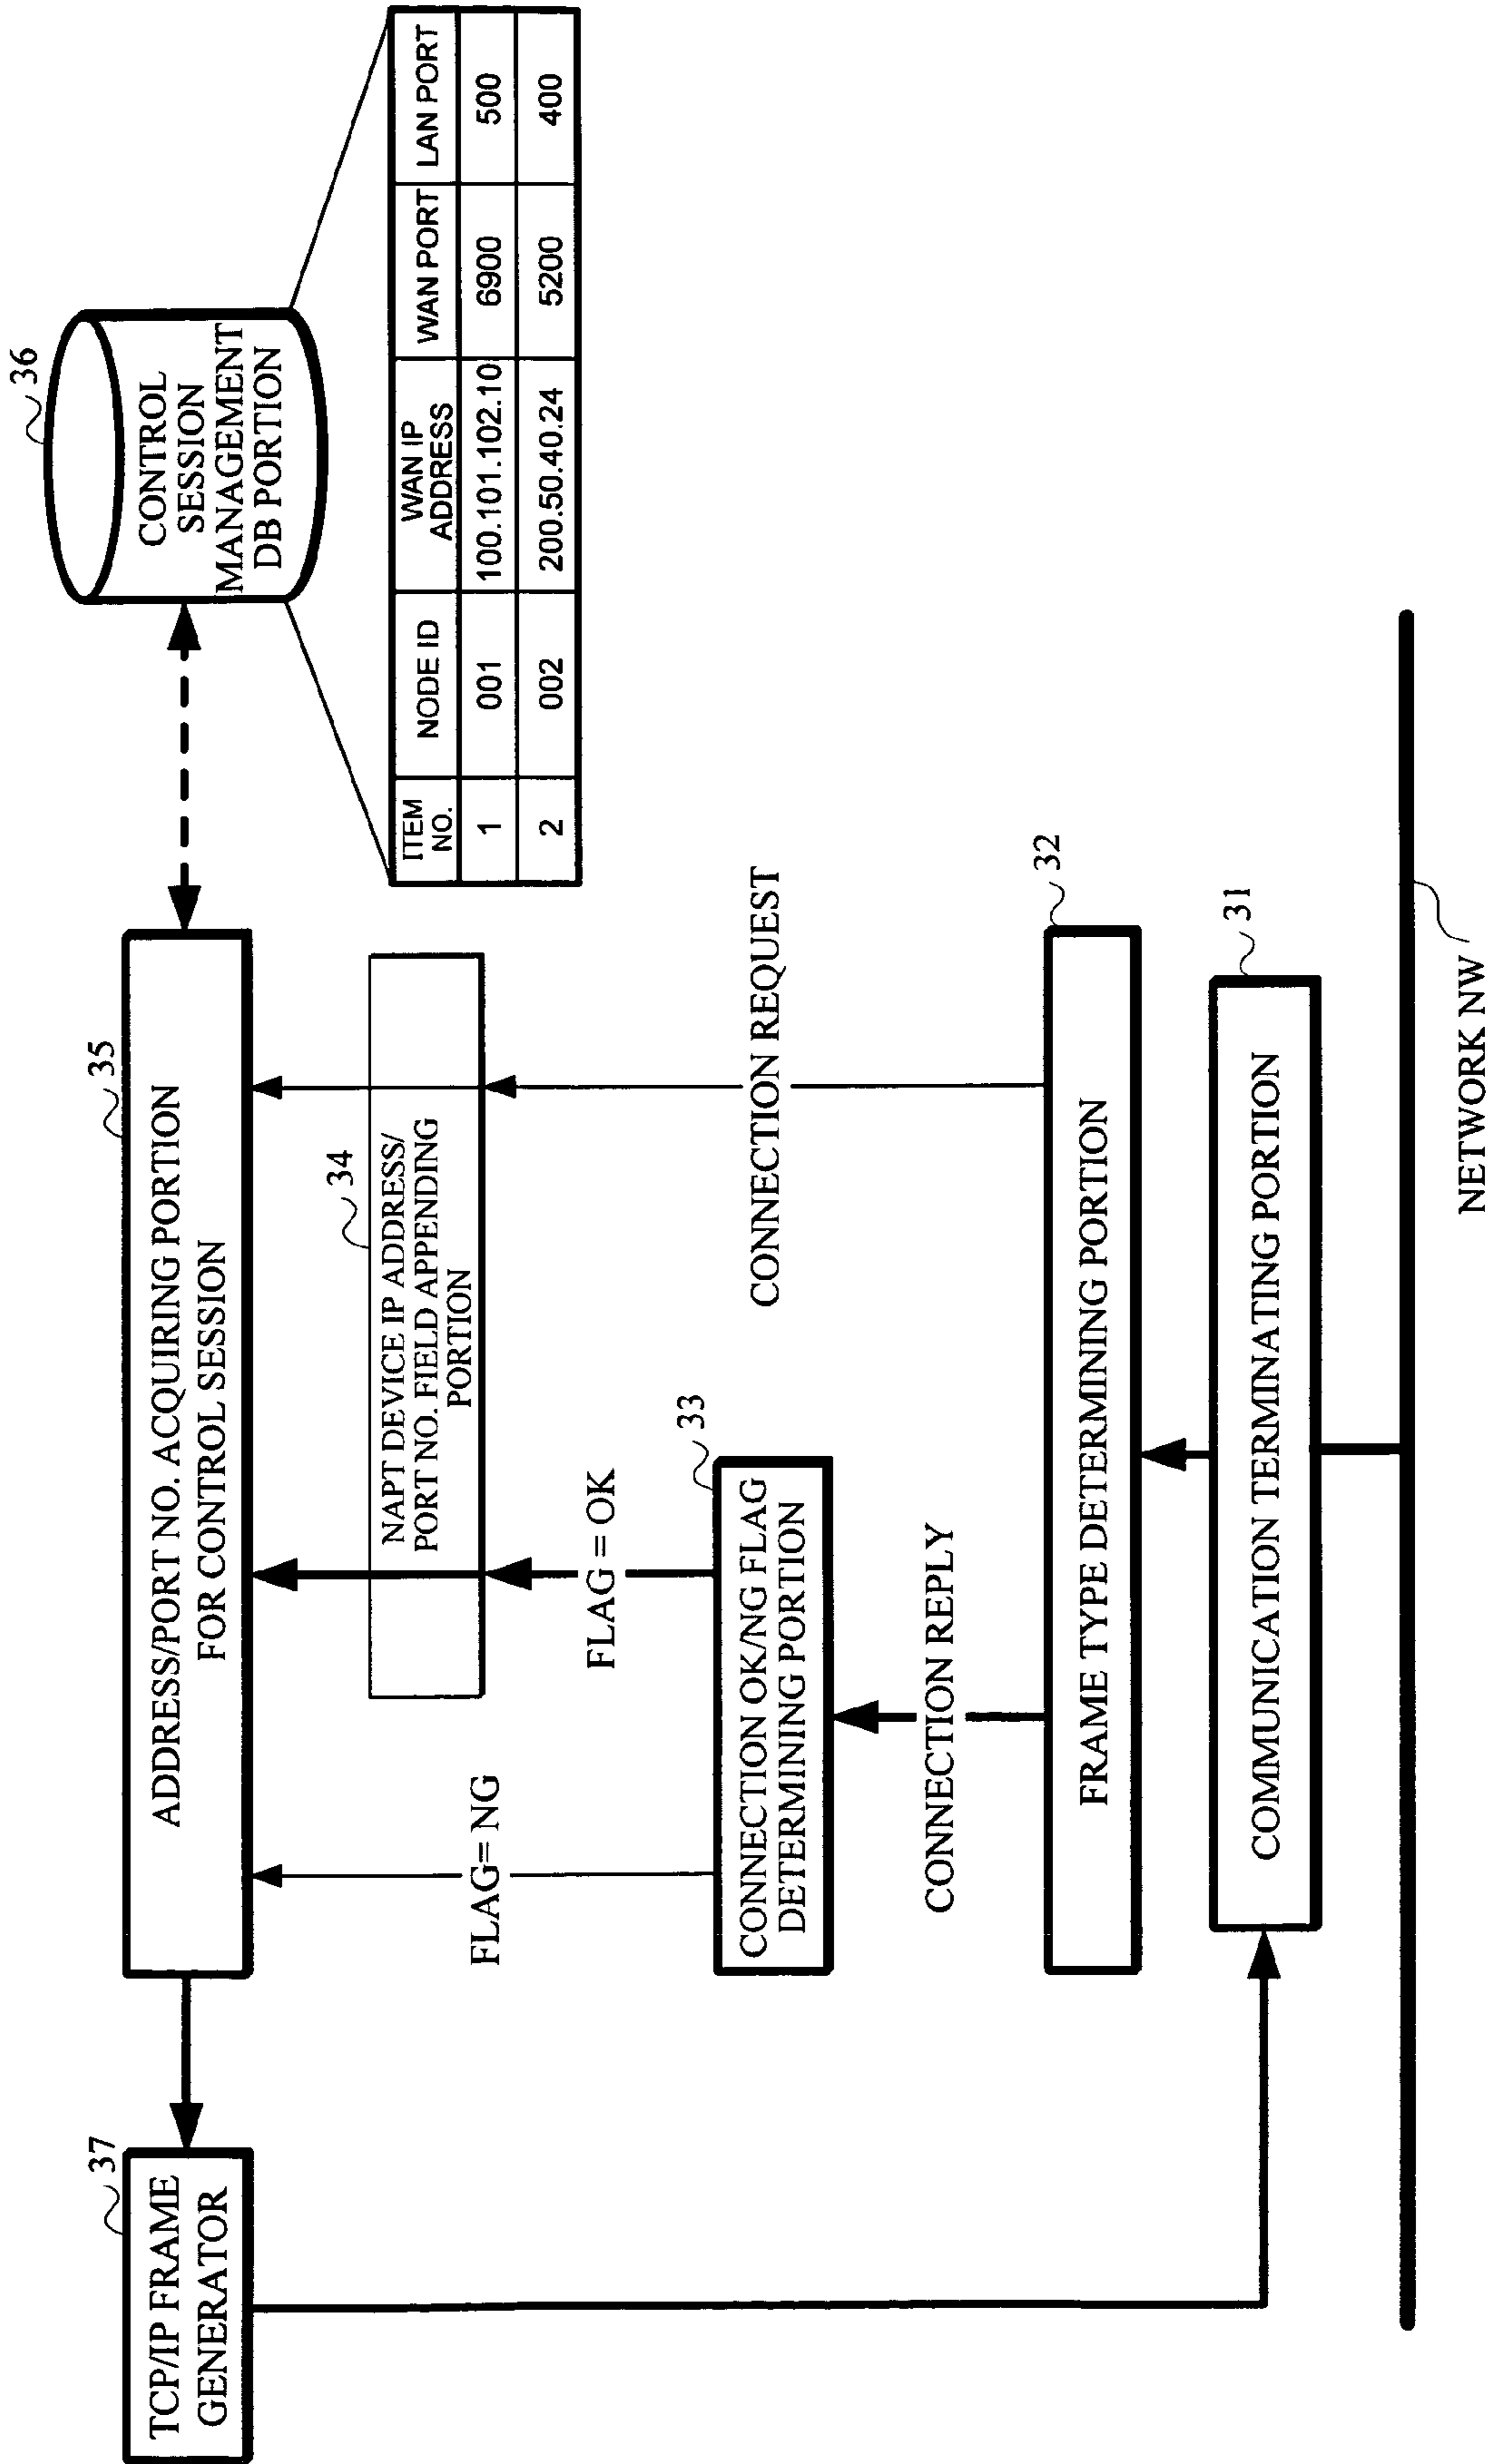 37
TCP/IP FRAME
GENERATOR
35
ADDRESS/PORT NO. ACQUIRING PORTION
FOR CONTROL SESSION
36
CONTROL
SESSION
MANAGEMENT
DB PORTION
ITEM
NO.
NODE ID
WAN IP
ADDRESS
WAN PORT
LAN PORT
1
001
100.101.102.10
6900
500
2
002
200.50.40.24
5200
400
34
NAPT DEVICE IP ADDRESS/
PORT NO. FIELD APPENDING
PORTION
FLAG= NG
FLAG = OK
33
CONNECTION OK/NG FLAG
DETERMINING PORTION
CONNECTION REQUEST
CONNECTION REPLY
32
FRAME TYPE DETERMINING PORTION
31
COMMUNICATION TERMINATING PORTION
NETWORK NW